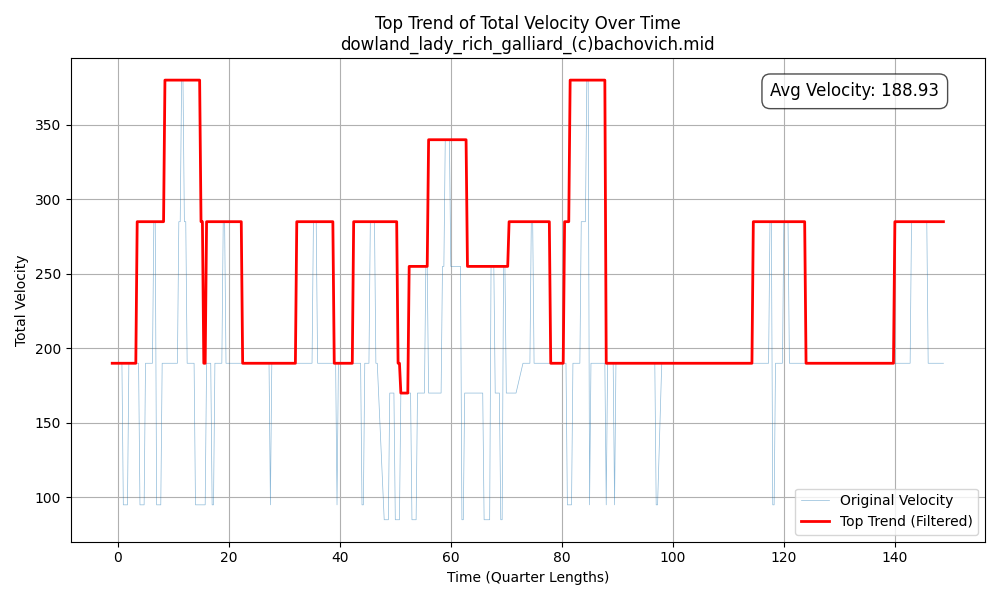 Top Trend of Total Velocity Over Time
dowland_lady_rich_galliard_(c)bachovich.mid
Avg Velocity: 188.93
Total Velocity
350
300
250
200
150
100
Original Velocity
Top Trend (Filtered)
0 20 40 60 80 100 120 140
Time (Quarter Lengths)